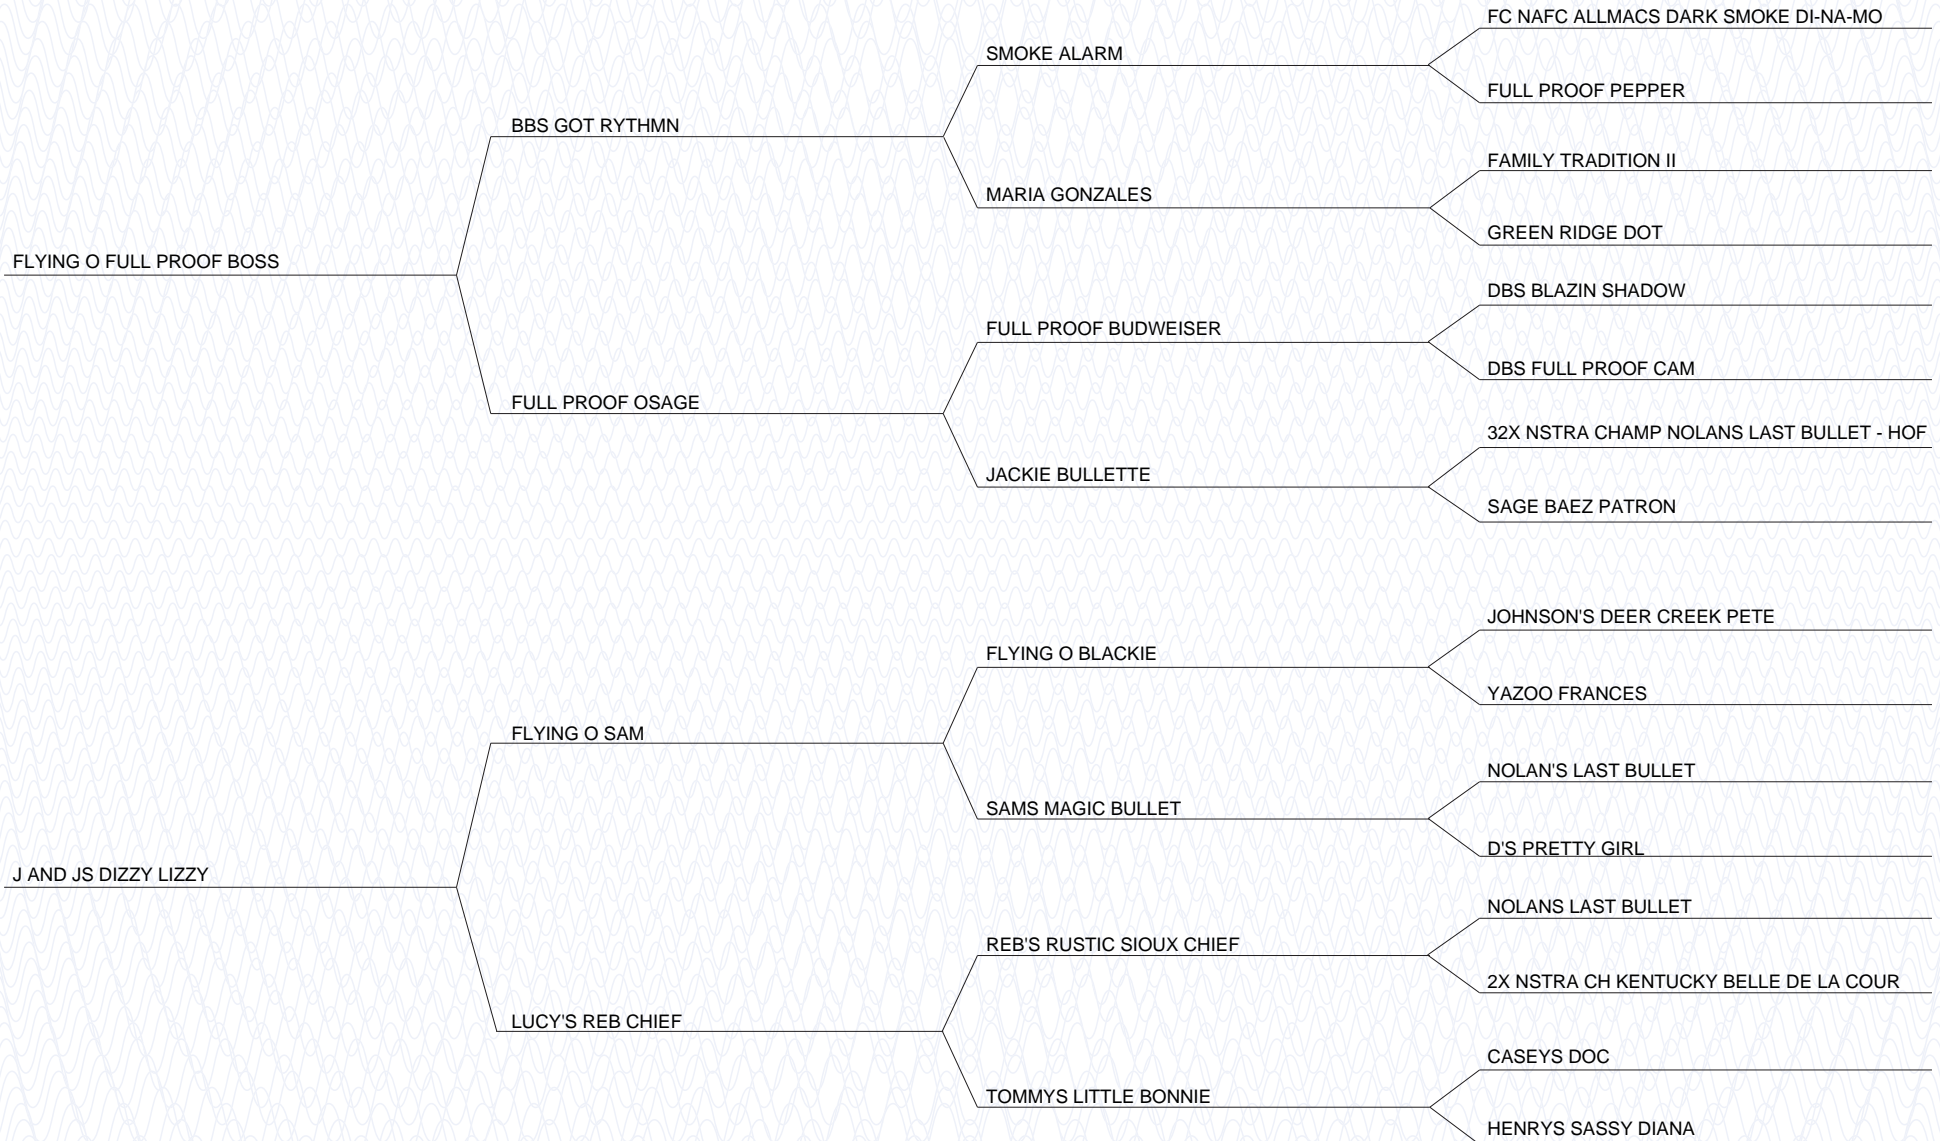 FC NAFC ALLMACS DARK SMOKE DI-NA-MO
SMOKE ALARM
FULL PROOF PEPPER
BBS GOT RYTHMN
FAMILY TRADITION II
MARIA GONZALES
GREEN RIDGE DOT
FLYING O FULL PROOF BOSS
DBS BLAZIN SHADOW
FULL PROOF BUDWEISER
DBS FULL PROOF CAM
FULL PROOF OSAGE
32X NSTRA CHAMP NOLANS LAST BULLET - HOF
JACKIE BULLETTE
SAGE BAEZ PATRON
JOHNSON'S DEER CREEK PETE
FLYING O BLACKIE
YAZOO FRANCES
FLYING O SAM
NOLAN'S LAST BULLET
SAMS MAGIC BULLET
D'S PRETTY GIRL
J AND JS DIZZY LIZZY
NOLANS LAST BULLET
REB'S RUSTIC SIOUX CHIEF
2X NSTRA CH KENTUCKY BELLE DE LA COUR
LUCY'S REB CHIEF
CASEYS DOC
TOMMYS LITTLE BONNIE
HENRYS SASSY DIANA